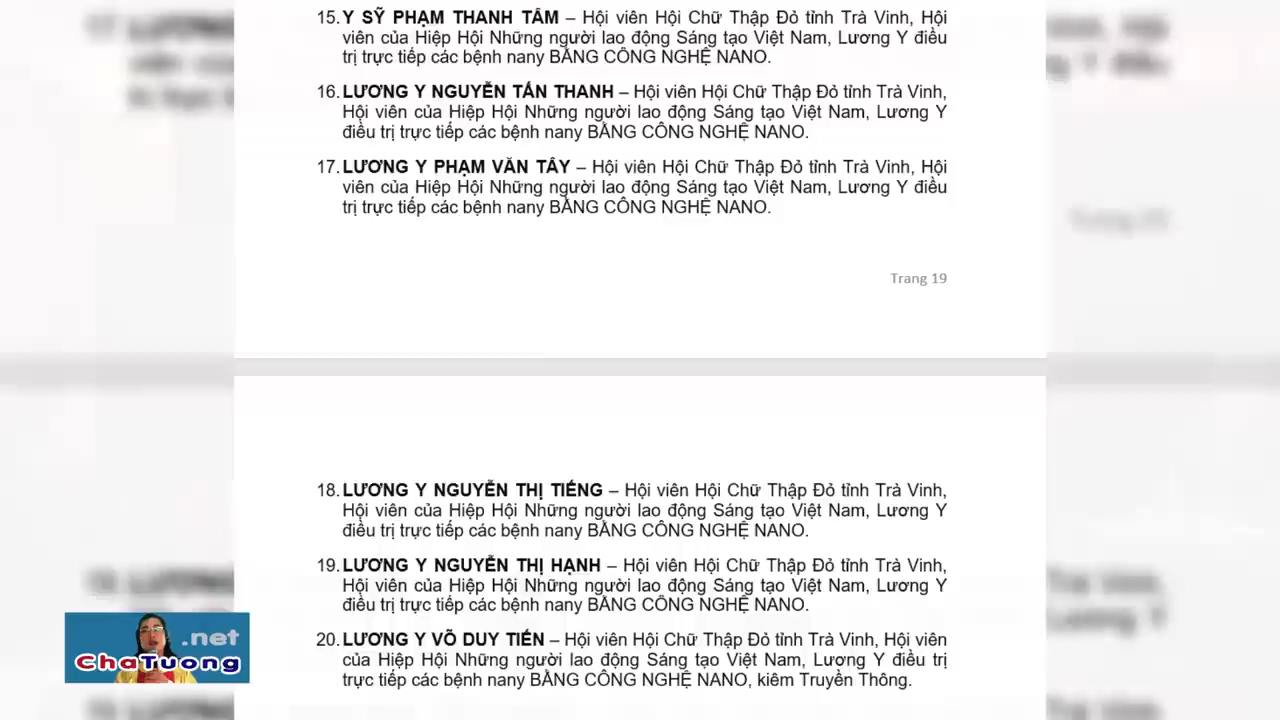 15. Y SỸ PHẠM THANH TÂM – Hội viên Hội Chữ Thập Đỏ tỉnh Trà Vinh, Hội
viên của Hiệp Hội Những người lao động Sáng tạo Việt Nam, Lương Y điều
trị trực tiếp các bệnh nany BẰNG CÔNG NGHỆ NANO.
16. LƯƠNG Y NGUYỄN TẤN THANH – Hội viên Hội Chữ Thập Đỏ tỉnh Trà Vinh,
Hội viên của Hiệp Hội Những người lao động Sáng tạo Việt Nam, Lương Y
điều trị trực tiếp các bệnh nany BẰNG CÔNG NGHỆ NANO.
17. LƯƠNG Y PHẠM VĂN TÂY – Hội viên Hội Chữ Thập Đỏ tỉnh Trà Vinh, Hội
viên của Hiệp Hội Những người lao động Sáng tạo Việt Nam, Lương Y điều
trị trực tiếp các bệnh nany BẰNG CÔNG NGHỆ NANO.
Trang 19
18. LƯƠNG Y NGUYỄN THỊ TIẾNG – Hội viên Hội Chữ Thập Đỏ tỉnh Trà Vinh,
Hội viên của Hiệp Hội Những người lao động Sáng tạo Việt Nam, Lương Y
điều trị trực tiếp các bệnh nany BẰNG CÔNG NGHỆ NANO.
19. LƯƠNG Y NGUYỄN THỊ HẠNH – Hội viên Hội Chữ Thập Đỏ tỉnh Trà Vinh,
Hội viên của Hiệp Hội Những người lao động Sáng tạo Việt Nam, Lương Y
điều trị trực tiếp các bệnh nany BẰNG CÔNG NGHỆ NANO.
20. LƯƠNG Y VÕ DUY TIẾN – Hội viên Hội Chữ Thập Đỏ tỉnh Trà Vinh, Hội viên
của Hiệp Hội Những người lao động Sáng tạo Việt Nam, Lương Y điều trị
trực tiếp các bệnh nany BẰNG CÔNG NGHỆ NANO, kiêm Truyền Thông.
.net
ChaTuong